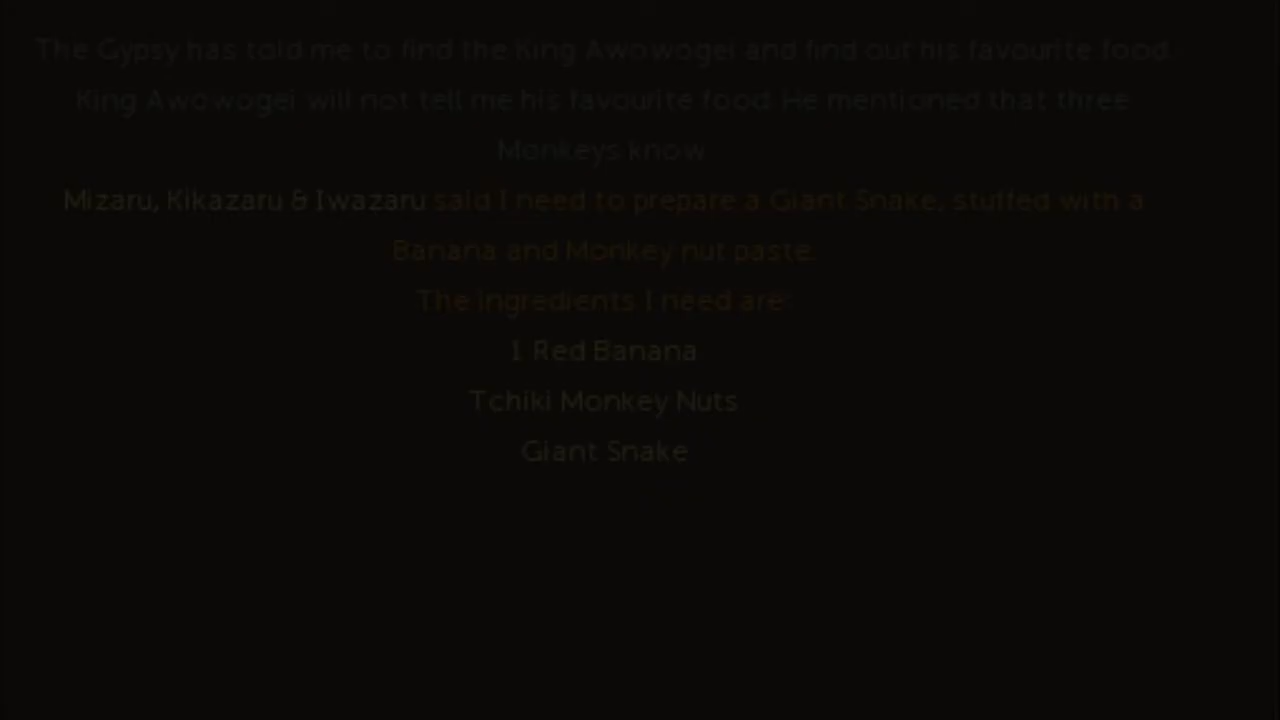 The Gypsy has told me to find the King Awowogei and find out his favourite food.
King Awowogei will not tell me his favourite food. He mentioned that three
Monkeys know
Mizaru, Kikazaru & Iwazaru said I need to prepare a Giant Snake, stuffed with a
Banana and Monkey nut paste.
The ingredients I need are:
1 Red Banana
Tchiki Monkey Nuts
Giant Snake